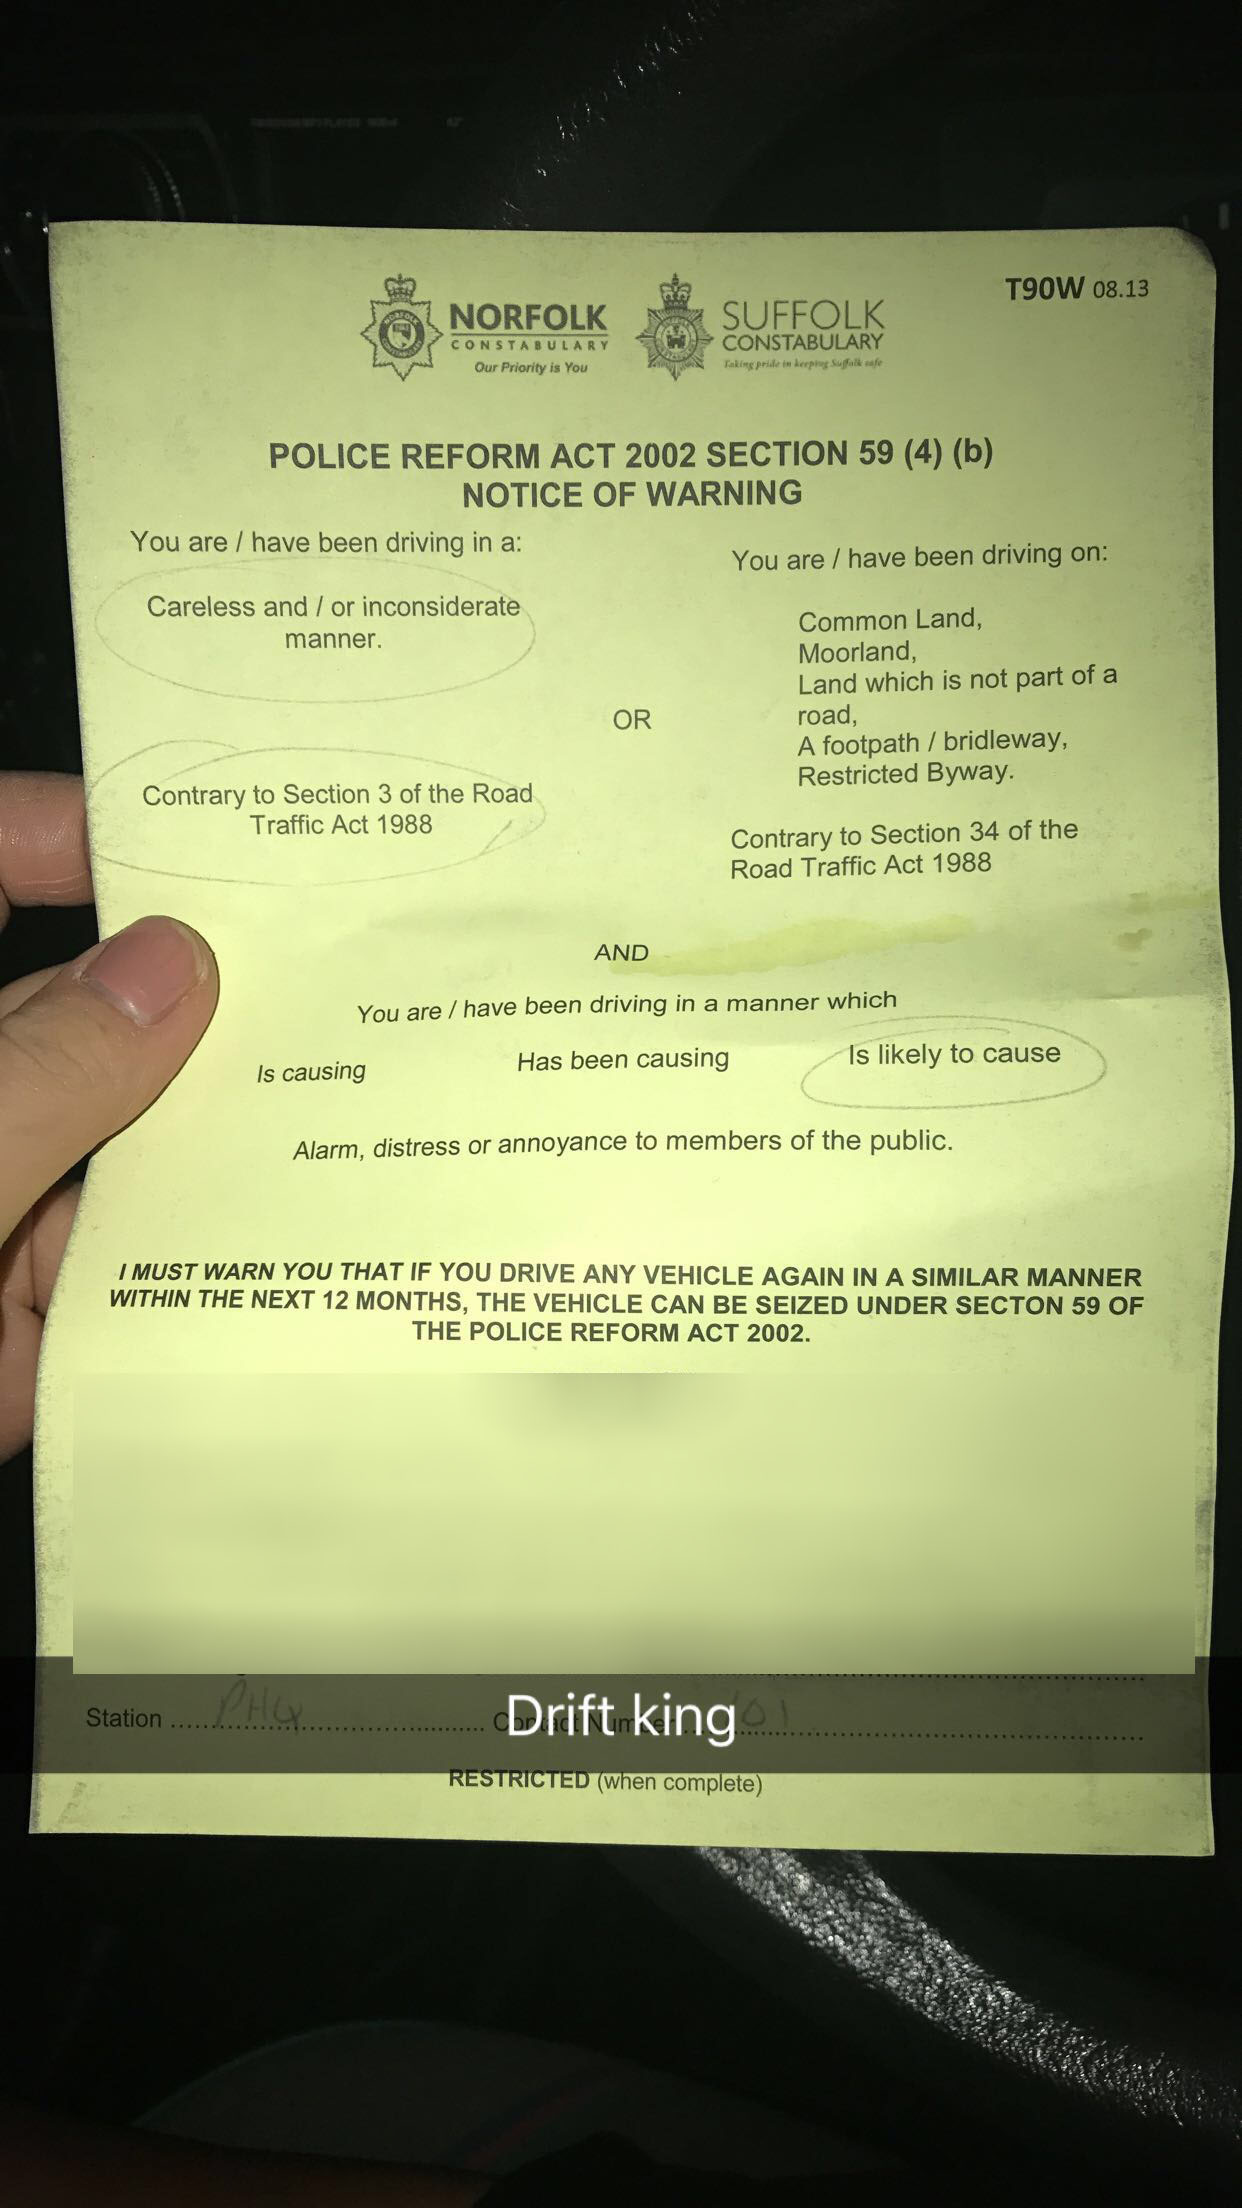 T90W 08.13
NORFOLK
CONSTABULARY
Our Priority is You
SUFFOLK
CONSTABULARY
Taking pride in keeping Suffolk safe
POLICE REFORM ACT 2002 SECTION 59 (4) (b)
NOTICE OF WARNING
You are / have been driving in a:
Careless and / or inconsiderate
manner.
Contrary to Section 3 of the Road
Traffic Act 1988
OR
You are / have been driving on:
Common Land,
Moorland,
Land which is not part of a
road,
A footpath / bridleway,
Restricted Byway.
Contrary to Section 34 of the
Road Traffic Act 1988
AND
You are / have been driving in a manner which
Is causing Has been causing Is likely to cause
Alarm, distress or annoyance to members of the public.
I MUST WARN YOU THAT IF YOU DRIVE ANY VEHICLE AGAIN IN A SIMILAR MANNER
WITHIN THE NEXT 12 MONTHS, THE VEHICLE CAN BE SEIZED UNDER SECTON 59 OF
THE POLICE REFORM ACT 2002.
Station PHQ Contact Number 101
Drift king
RESTRICTED (when complete)